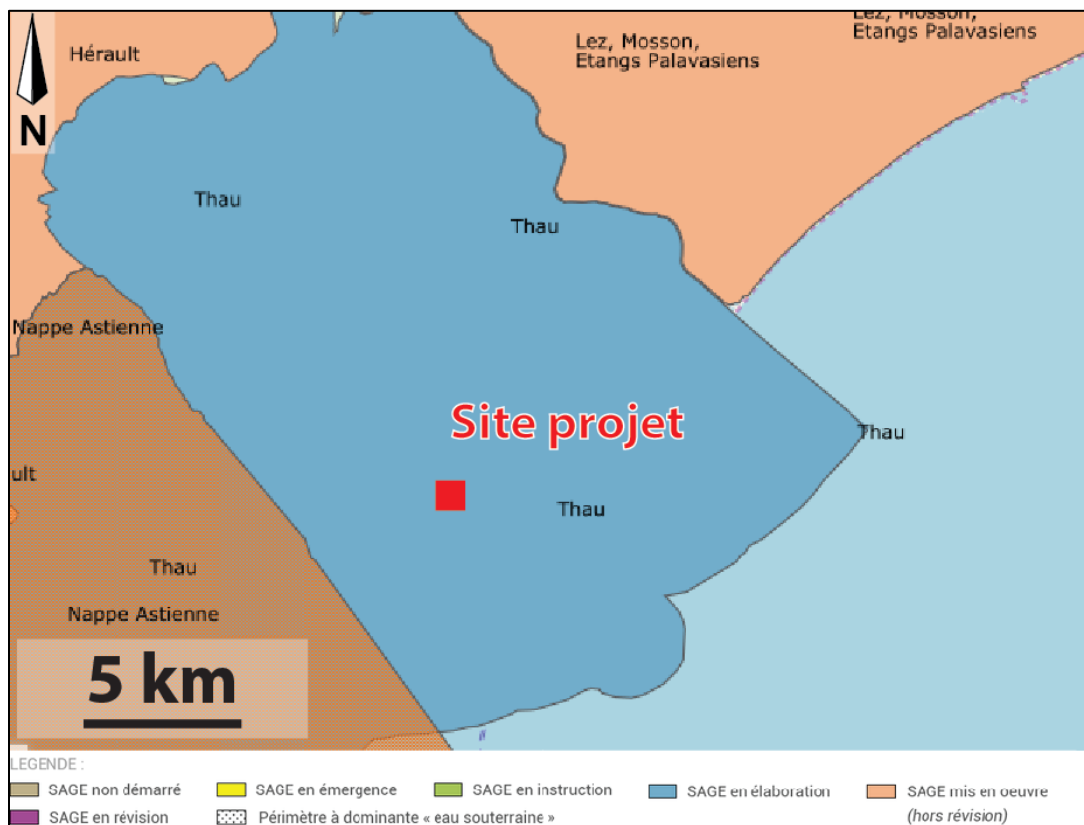 Lez, Mosson,
Etangs Palavasiens
Lez, Mosson,
Etangs Palavasiens
Hérault
N
Thau
Thau
Nappe Astienne
Site projet
Thau
ult
Thau
Thau
Nappe Astienne
5 km
LEGENDE :
SAGE non démarré
SAGE en émergence
SAGE en instruction
SAGE en élaboration
SAGE mis en oeuvre
(hors révision)
SAGE en révision
Périmètre à dominante « eau souterraine »